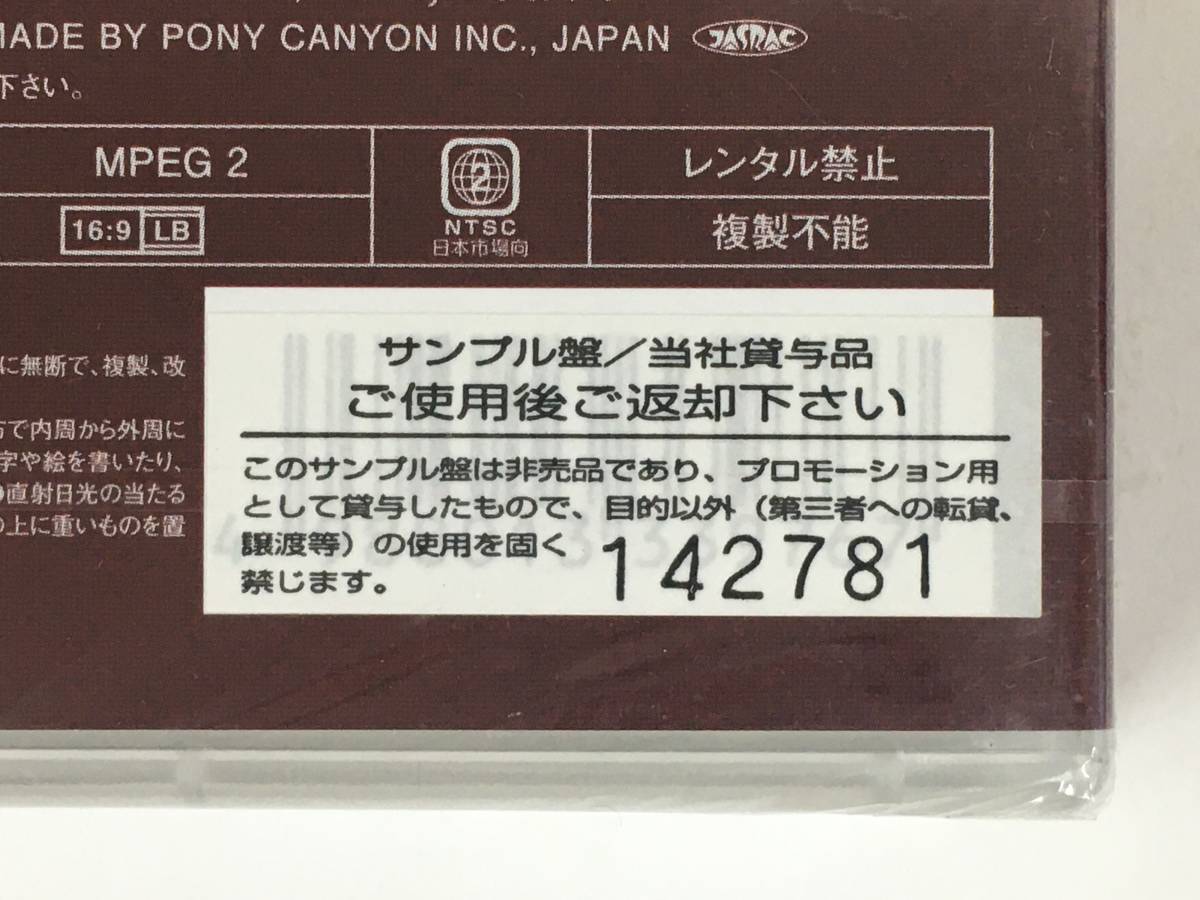 MADE BY PONY CANYON INC., JAPAN JASRAC
下さい。
MPEG 2
2
NTSC
日本市場向
レンタル禁止
16:9 LB
複製不能
に無断で、複製、改
で内周から外周に
字や絵を書いたり、
直射日光の当たる
の上に重いものを置
サンプル盤/当社貸与品
ご使用後ご返却下さい
このサンプル盤は非売品であり、プロモーション用
として貸与したもので、目的以外(第三者への転貸、
譲渡等)の使用を固く
禁じます。
142781